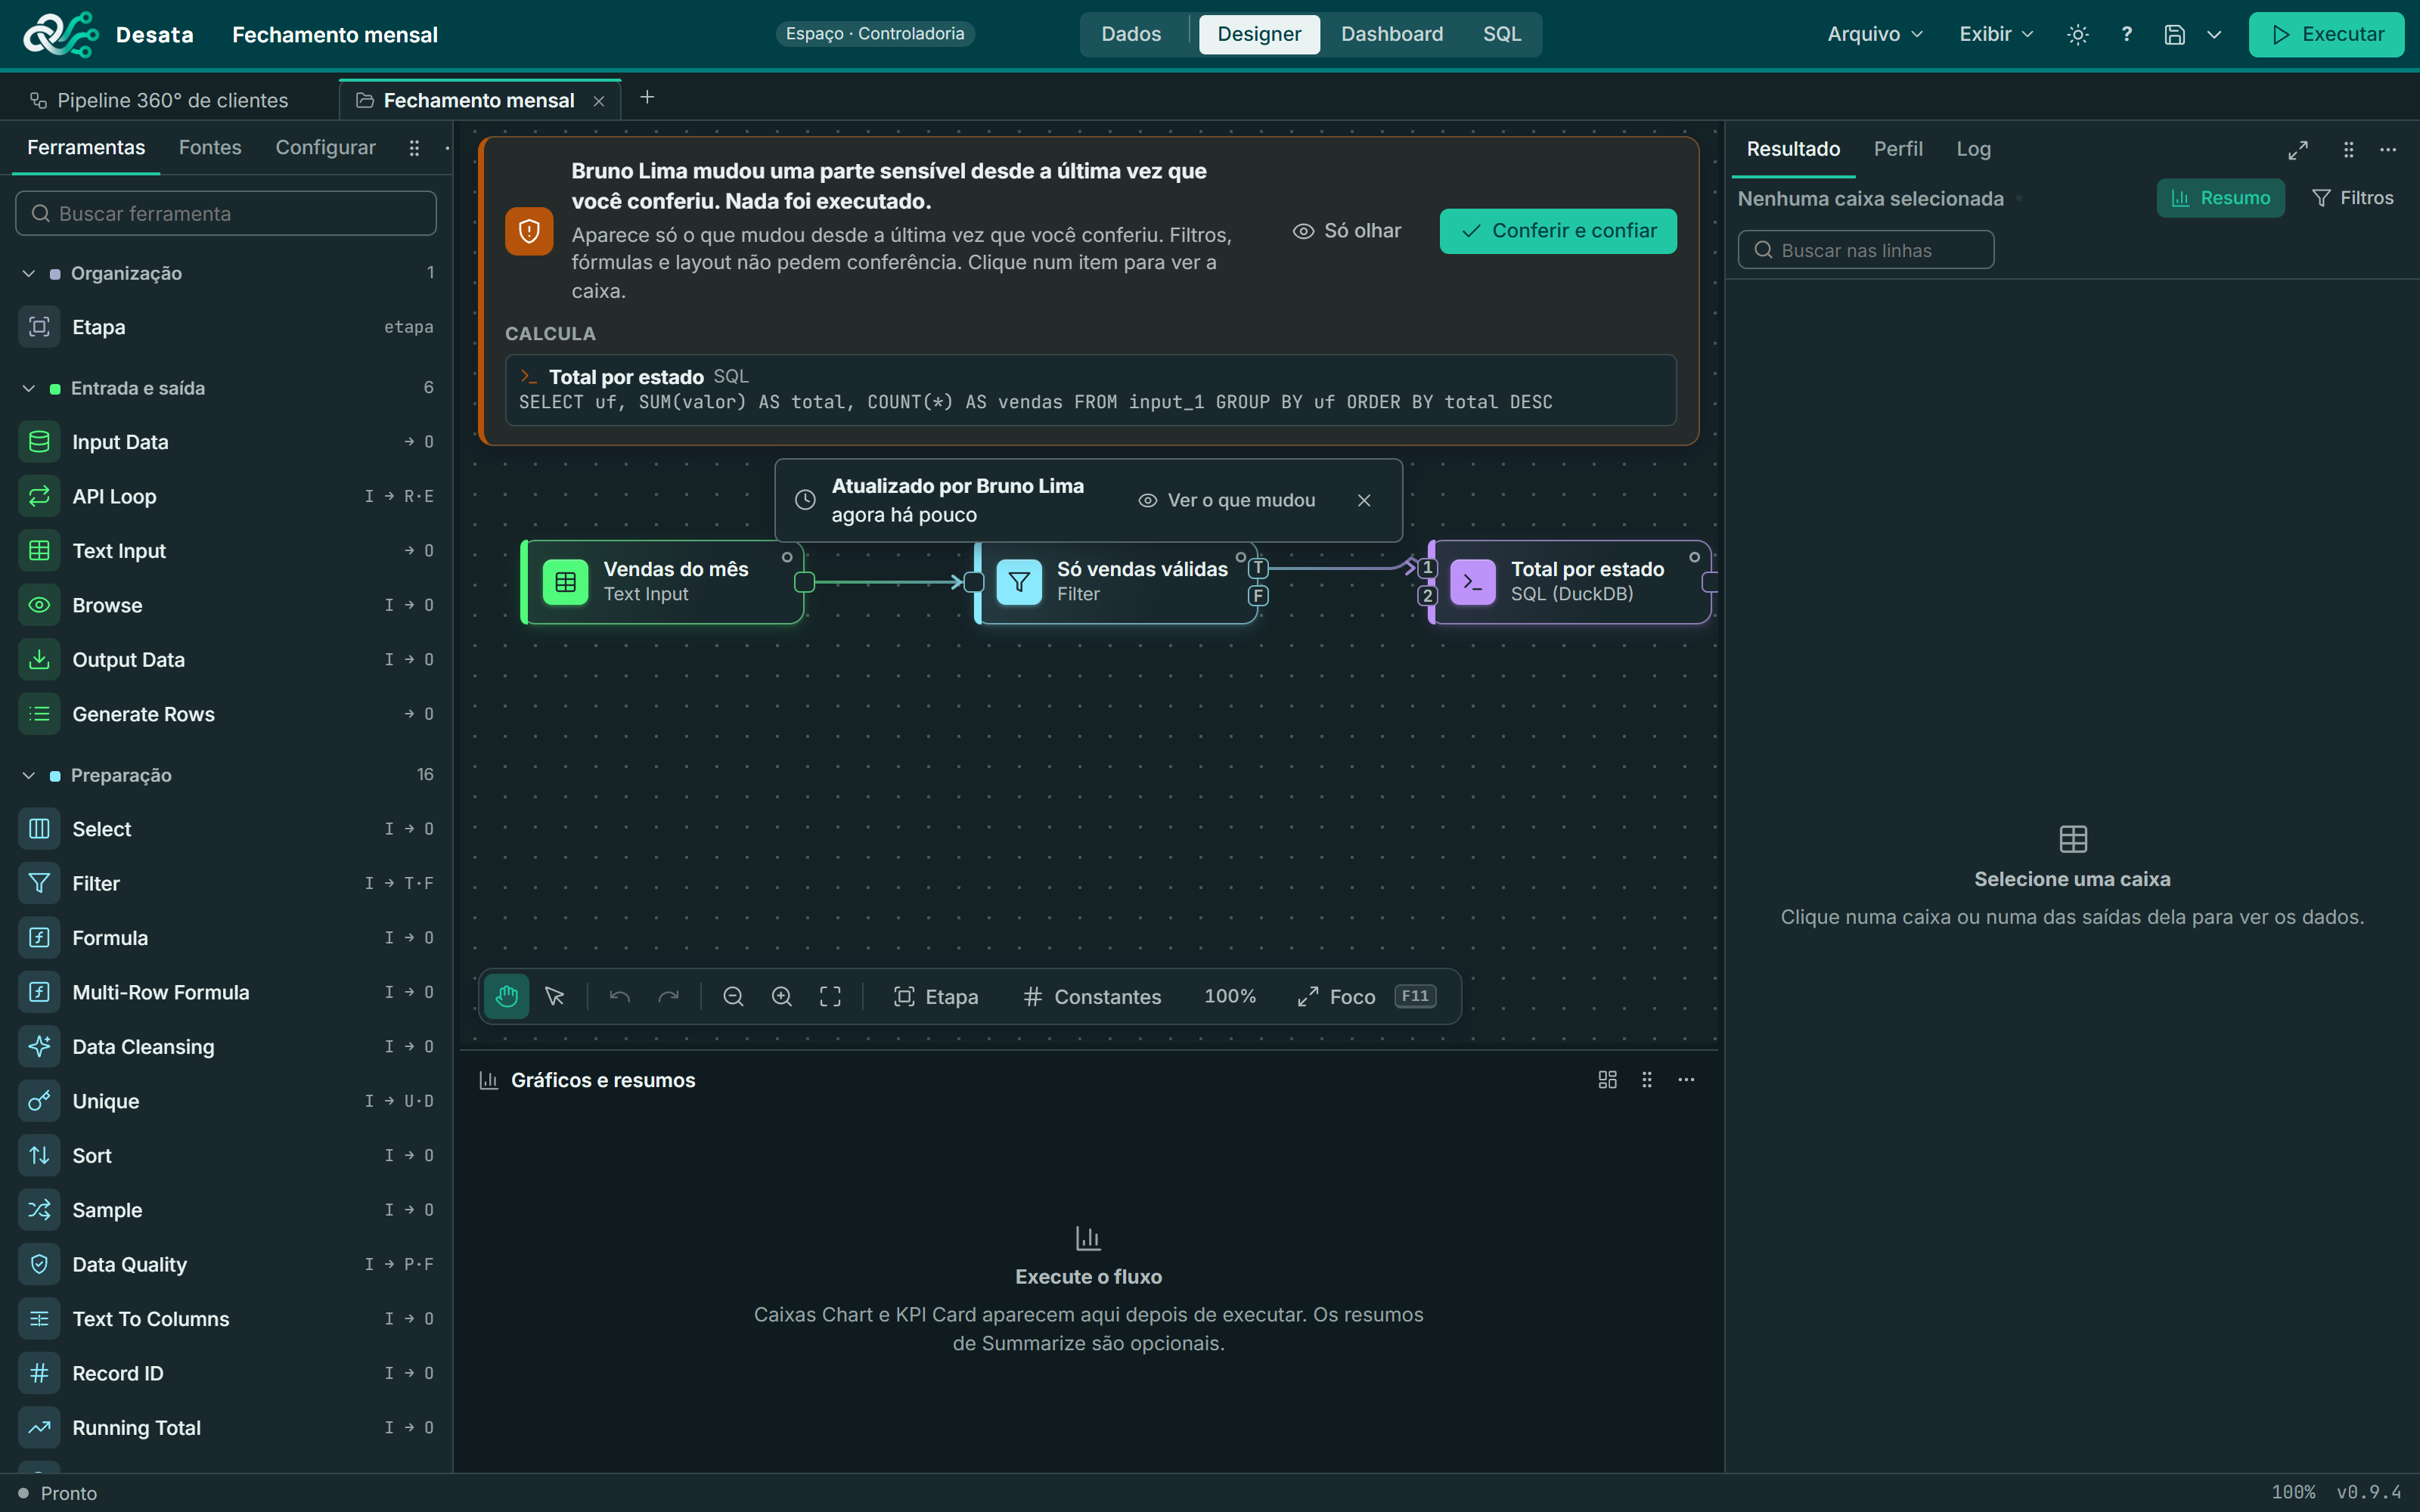 Desata
Fechamento mensal
Espaço · Controladoria
Dados
Designer
Dashboard
SQL
Arquivo
Exibir
?
Executar
Pipeline 360° de clientes
Fechamento mensal
Ferramentas
Fontes
Configurar
Buscar ferramenta
Organização 1
Etapa etapa
Entrada e saída 6
Input Data → O
API Loop I → R·E
Text Input → O
Browse I → O
Output Data I → O
Generate Rows → O
Preparação 16
Select I → O
Filter I → T·F
Formula I → O
Multi-Row Formula I → O
Data Cleansing I → O
Unique I → U·D
Sort I → O
Sample I → O
Data Quality I → P·F
Text To Columns I → O
Record ID I → O
Running Total I → O
Bruno Lima mudou uma parte sensível desde a última vez que
você conferiu. Nada foi executado.
Aparece só o que mudou desde a última vez que você conferiu. Filtros,
fórmulas e layout não pedem conferência. Clique num item para ver a
caixa.
Só olhar
Conferir e confiar
CALCULA
Total por estado SQL
SELECT uf, SUM(valor) AS total, COUNT(*) AS vendas FROM input_1 GROUP BY uf ORDER BY total DESC
Atualizado por Bruno Lima
agora há pouco
Ver o que mudou
Vendas do mês
Text Input
Só vendas válidas
Filter
T
F
1
2
Total por estado
SQL (DuckDB)
Etapa
Constantes
100%
Foco
F11
Gráficos e resumos
Execute o fluxo
Caixas Chart e KPI Card aparecem aqui depois de executar. Os resumos
de Summarize são opcionais.
Resultado
Perfil
Log
Nenhuma caixa selecionada
Resumo
Filtros
Buscar nas linhas
Selecione uma caixa
Clique numa caixa ou numa das saídas dela para ver os dados.
Pronto
100%
v0.9.4